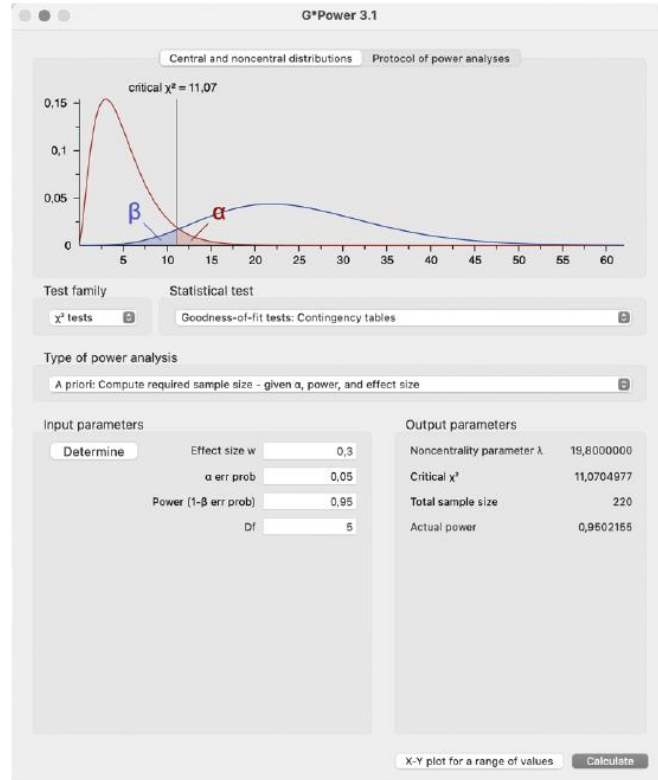 G*Power 3.1
Central and noncentral distributions Protocol of power analyses
critical χ² = 11,07
0,15
0,1
0,05
0
β α
5 10 15 20 25 30 35 40 45 50 55 60
Test family Statistical test
χ² tests Goodness-of-fit tests: Contingency tables
Type of power analysis
A priori: Compute required sample size - given α, power, and effect size
Input parameters Output parameters
Determine Effect size w 0,3 Noncentrality parameter λ 19,8000000
α err prob 0,05 Critical χ² 11,0704977
Power (1-β err prob) 0,95 Total sample size 220
Df 5 Actual power 0,9502155
X-Y plot for a range of values Calculate